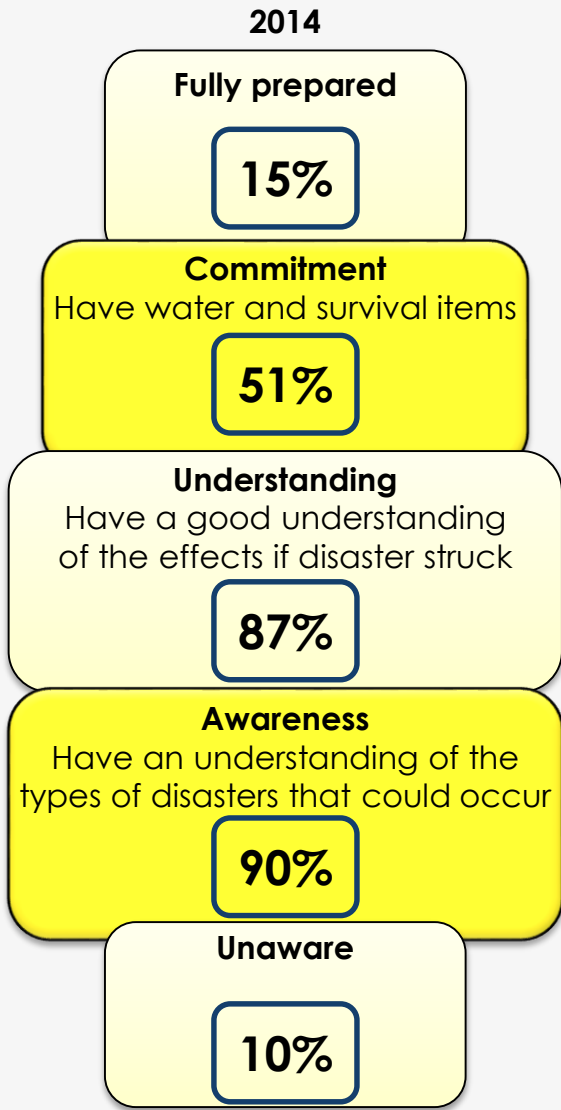 2014
Fully prepared
15%
Commitment
Have water and survival items
51%
Understanding
Have a good understanding
of the effects if disaster struck
87%
Awareness
Have an understanding of the
types of disasters that could occur
90%
Unaware
10%